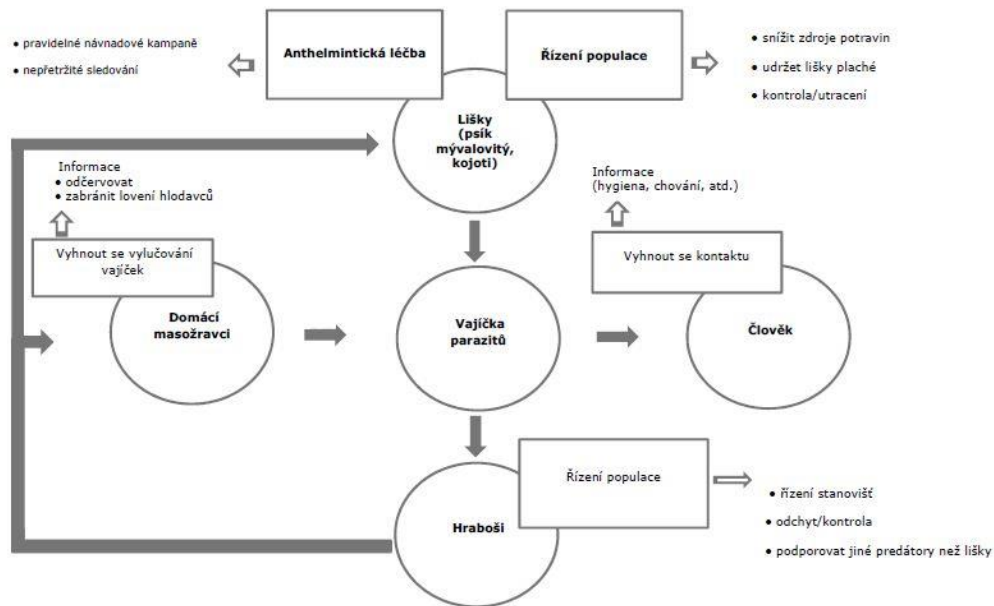 • pravidelné návnadové kampaně
• nepřetržité sledování
Anthelmintická léčba
Řízení populace
• snížit zdroje potravin
• udržet lišky plaché
• kontrola/utracení
Lišky
(psík
mývalovitý,
kojoti)
Informace
• odčervovat
• zabránit lovení hlodavců
Informace
(hygiena, chování, atd.)
Vyhnout se vylučování
vajíček
Vyhnout se kontaktu
Domácí
masožravci
Vajíčka
parazitů
Člověk
Řízení populace
Hraboši
• řízení stanovišť
• odchyt/kontrola
• podporovat jiné predátory než lišky